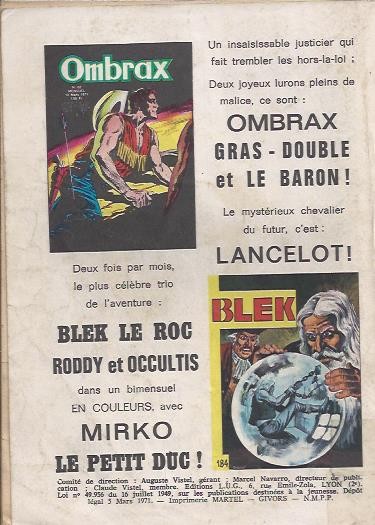 Ombrax
MENSUEL
Un insaisissable justicier qui
fait trembler les hors-la-loi ;
Deux joyeux lurons pleins de
malice, ce sont :
OMBRAX
GRAS - DOUBLE
et LE BARON !
Le mystérieux chevalier
du futur, c'est :
LANCELOT!
Deux fois par mois,
le plus célèbre trio
de l'aventure :
BLEK LE ROC
RODDY et OCCULTIS
dans un bimensuel
EN COULEURS, avec
MIRKO
LE PETIT DUC !
BLEK
184
Comité de direction : Auguste Vistel, gérant ; Marcel Navarro, directeur de publi-
cation ; Claude Vistel, membre. Editions L.U.G., 6, rue Emile-Zola, LYON (2e).
Loi n° 49.956 du 16 juillet 1949, sur les publications destinées à la jeunesse. Dépôt
légal 5 Mars 1971. — Imprimerie MARTEL - GIVORS — N.M.P.P.